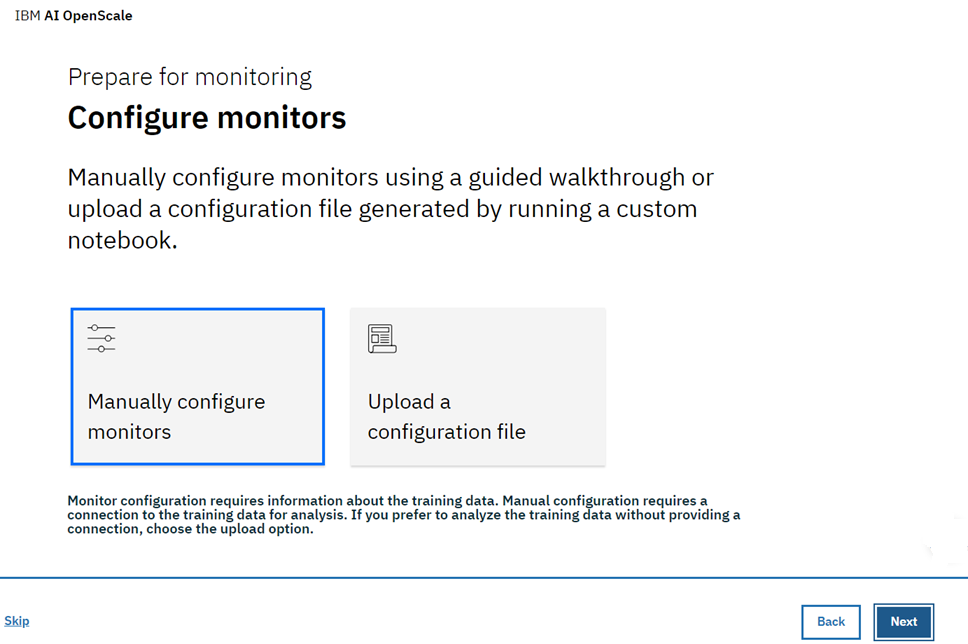 IBM AI OpenScale
Prepare for monitoring
Configure monitors
Manually configure monitors using a guided walkthrough or
upload a configuration file generated by running a custom
notebook.
Manually configure
monitors
Upload a
configuration file
Monitor configuration requires information about the training data. Manual configuration requires a
connection to the training data for analysis. If you prefer to analyze the training data without providing a
connection, choose the upload option.
Skip
Back
Next